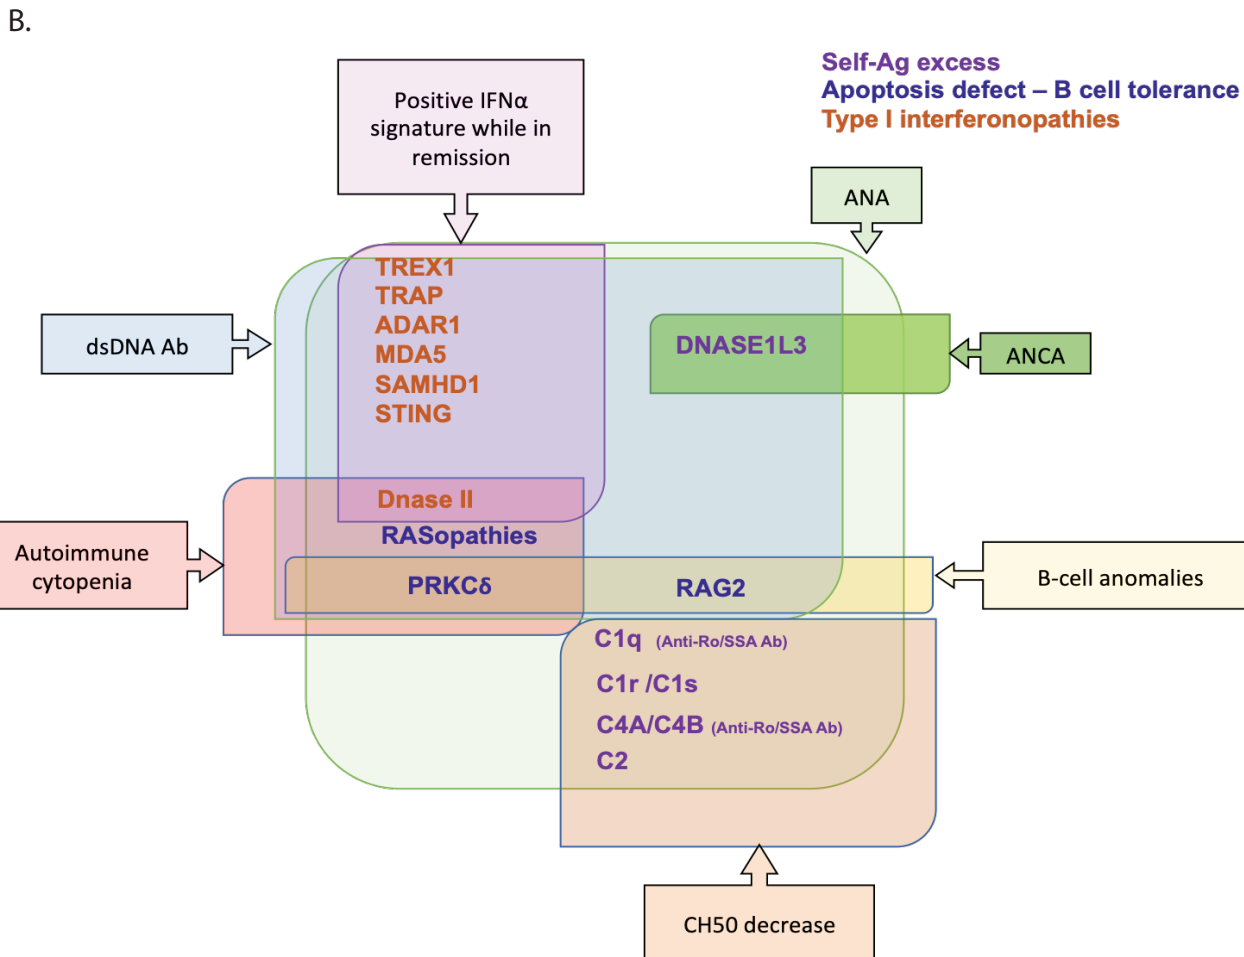 B.
Self-Ag excess
Apoptosis defect – B cell tolerance
Type I interferonopathies
Positive IFNα
signature while in
remission
ANA
dsDNA Ab
ANCA
TREX1
TRAP
ADAR1
MDA5
SAMHD1
STING
DNASE1L3
Autoimmune
cytopenia
Dnase II
RASopathies
PRKCδ
RAG2
B-cell anomalies
C1q (Anti-Ro/SSA Ab)
C1r /C1s
C4A/C4B (Anti-Ro/SSA Ab)
C2
CH50 decrease